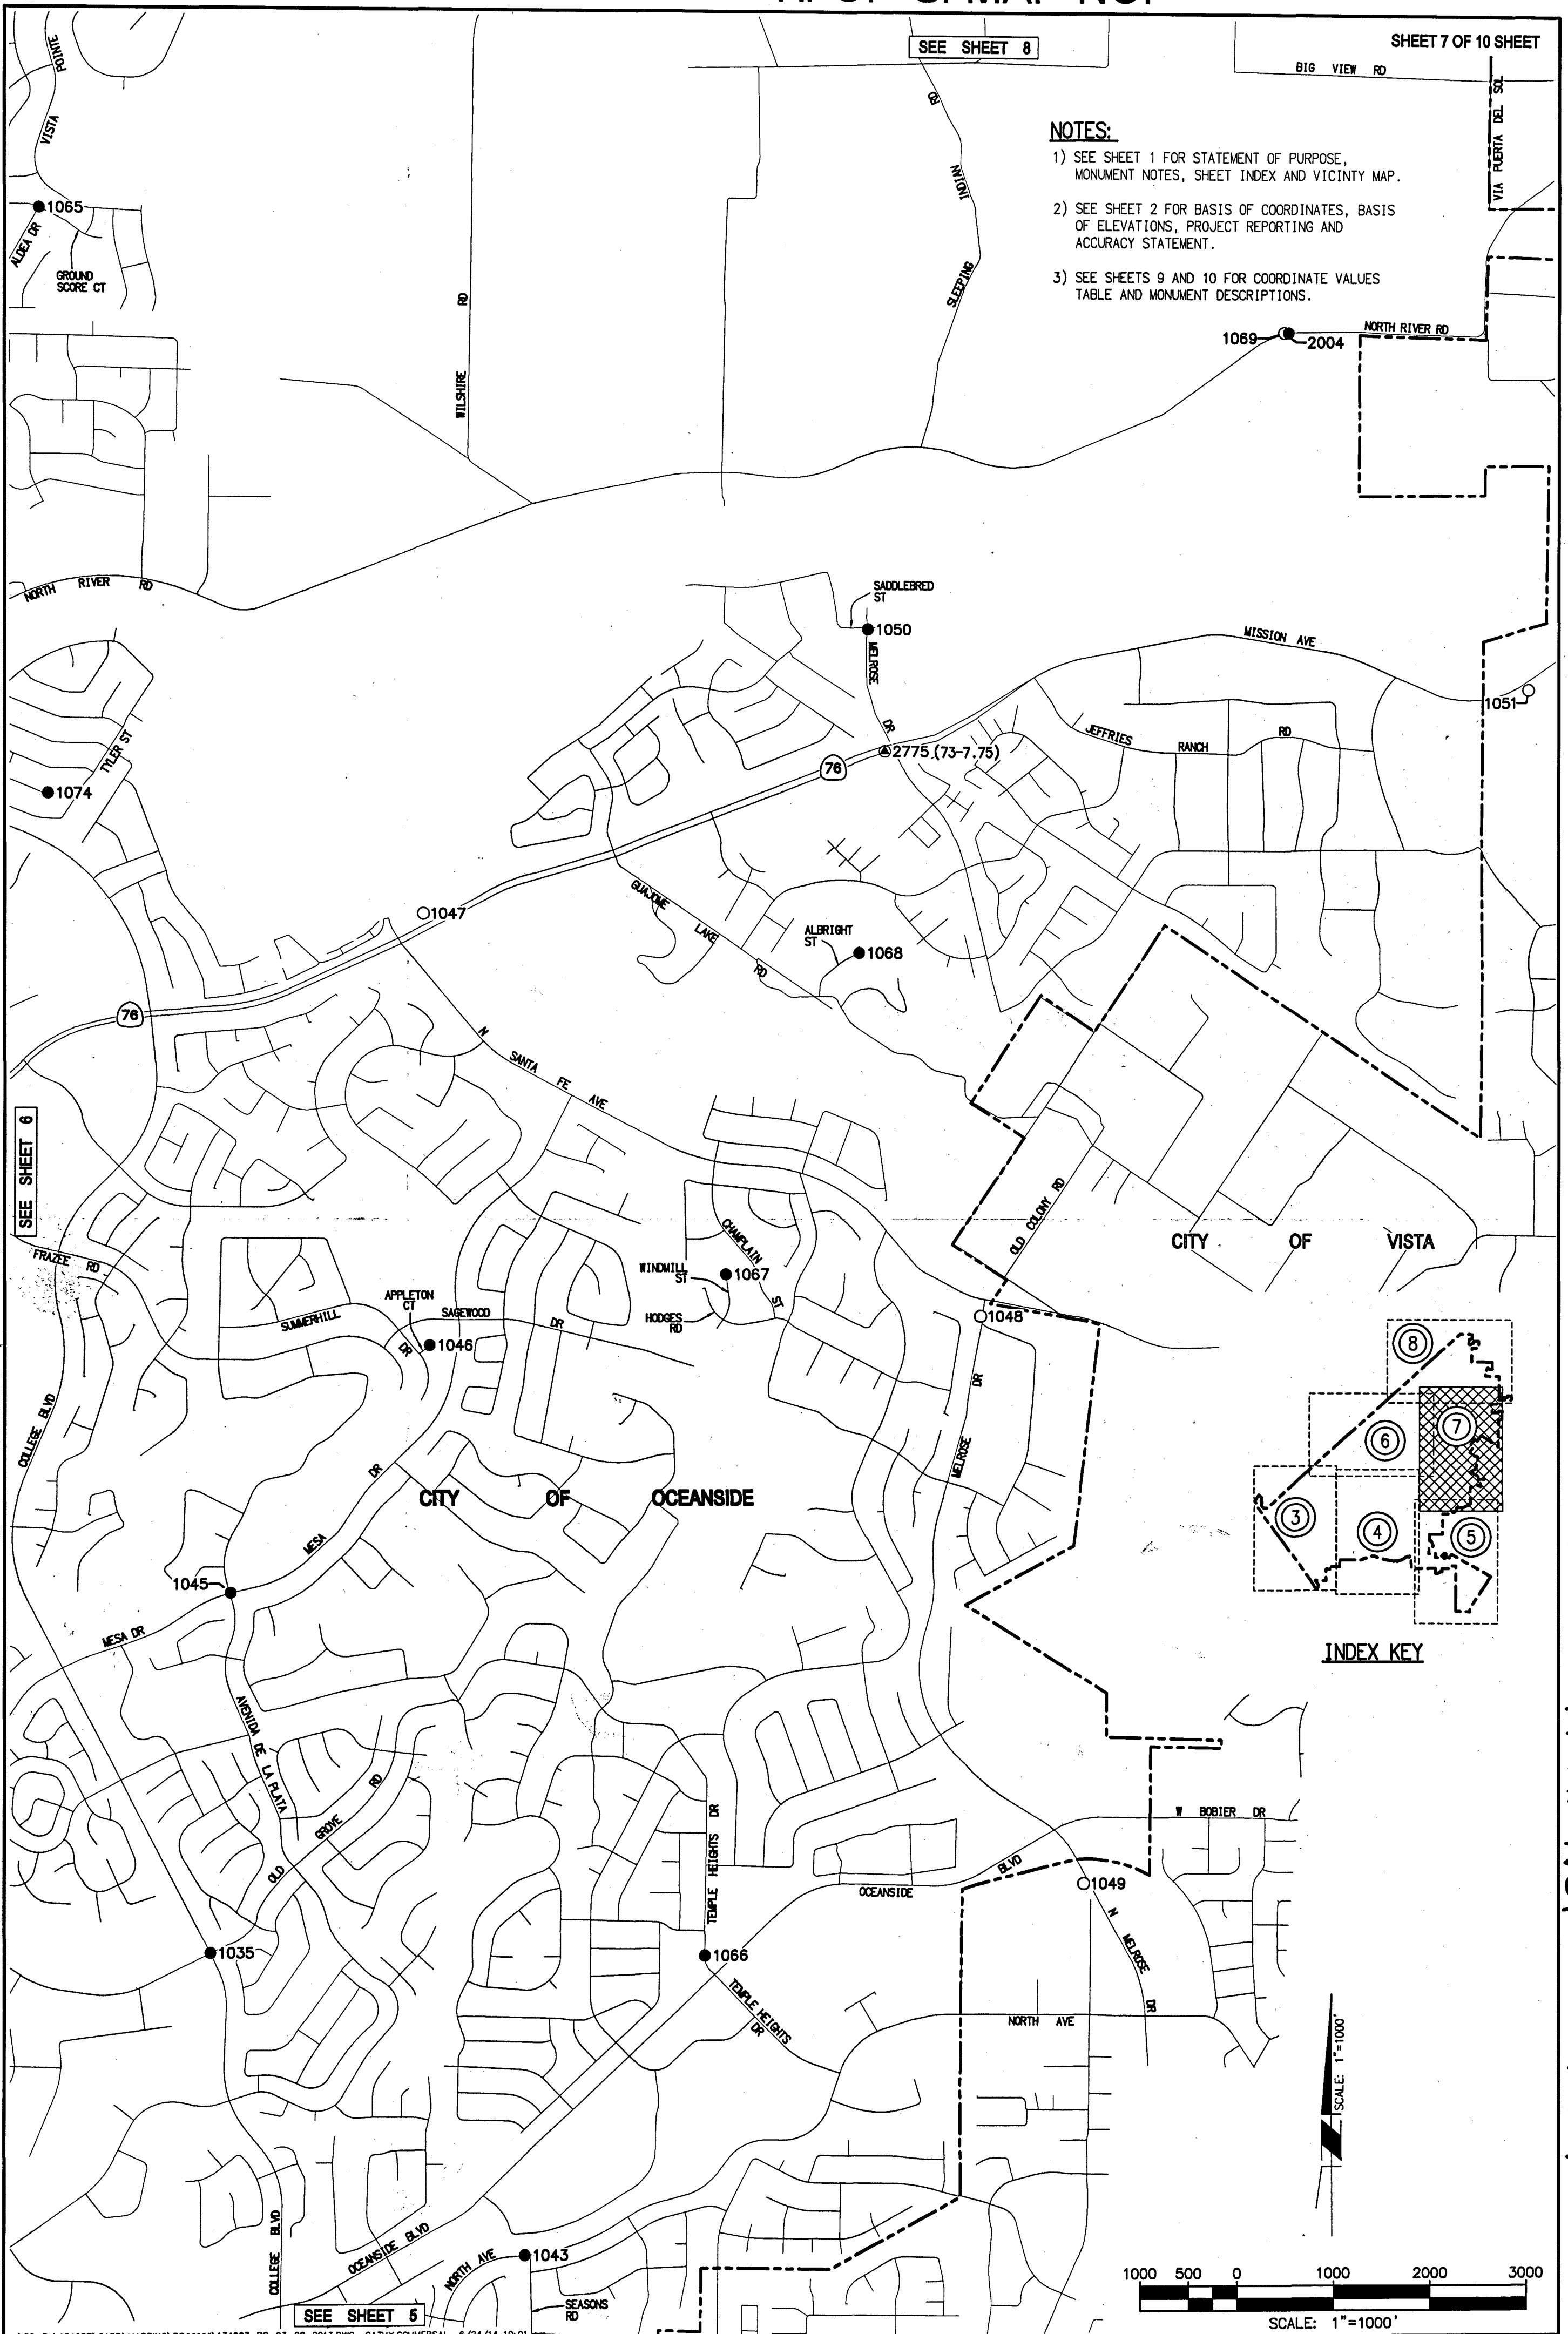 SEE SHEET 8
SHEET 7 OF 10 SHEET
BIG VIEW RD
VIA PUERTA DEL SOL
POINTE
VISTA
RD
INDIAN
SLEEPING
NOTES:
1) SEE SHEET 1 FOR STATEMENT OF PURPOSE,
MONUMENT NOTES, SHEET INDEX AND VICINTY MAP.
2) SEE SHEET 2 FOR BASIS OF COORDINATES, BASIS
OF ELEVATIONS, PROJECT REPORTING AND
ACCURACY STATEMENT.
3) SEE SHEETS 9 AND 10 FOR COORDINATE VALUES
TABLE AND MONUMENT DESCRIPTIONS.
1065
ALDEA DR
GROUND
SCORE CT
WILSHIRE RD
1069
2004
NORTH RIVER RD
NORTH RIVER RD
SADDLEBRED
ST
1050
MELROSE DR
MISSION AVE
1051
JEFFRIES RANCH RD
2775 (73-7.75)
76
TYLER ST
1074
1047
GUAJOME LAKE RD
ALBRIGHT
ST
1068
76
N SANTA FE AVE
SEE SHEET 6
OLD COLONY RD
CITY OF VISTA
FRAZEE RD
CHAMPLAIN ST
WINDMILL
ST
1067
HODGES
RD
APPLETON
CT
SUMMERHILL DR
SAGEWOOD DR
1046
1048
COLLEGE BLVD
MELROSE DR
8
7
6
3
4
5
INDEX KEY
CITY OF OCEANSIDE
MESA DR
1045
MESA DR
AVENIDA DE LA PLATA
OLD GROVE RD
TEMPLE HEIGHTS DR
W BOBIER DR
OCEANSIDE BLVD
1049
N MELROSE DR
1035
1066
TEMPLE HEIGHTS
DR
NORTH AVE
SCALE: 1"=1000'
COLLEGE BLVD
OCEANSIDE BLVD
NORTH AVE
1043
SEASONS
RD
SEE SHEET 5
1000 500 0 1000 2000 3000
SCALE: 1"=1000'